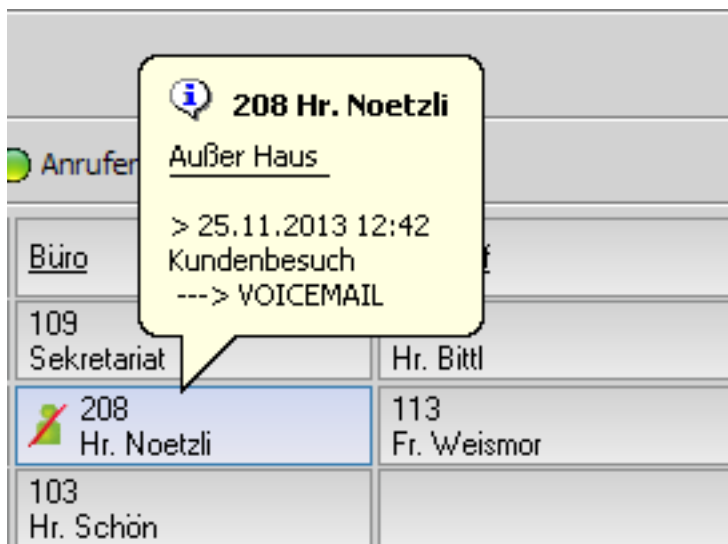 208 Hr. Noetzli
Außer Haus
> 25.11.2013 12:42
Kundenbesuch
---> VOICEMAIL
Anrufen
Büro
109
Sekretariat
Hr. Bittl
208
Hr. Noetzli
113
Fr. Weismor
103
Hr. Schön